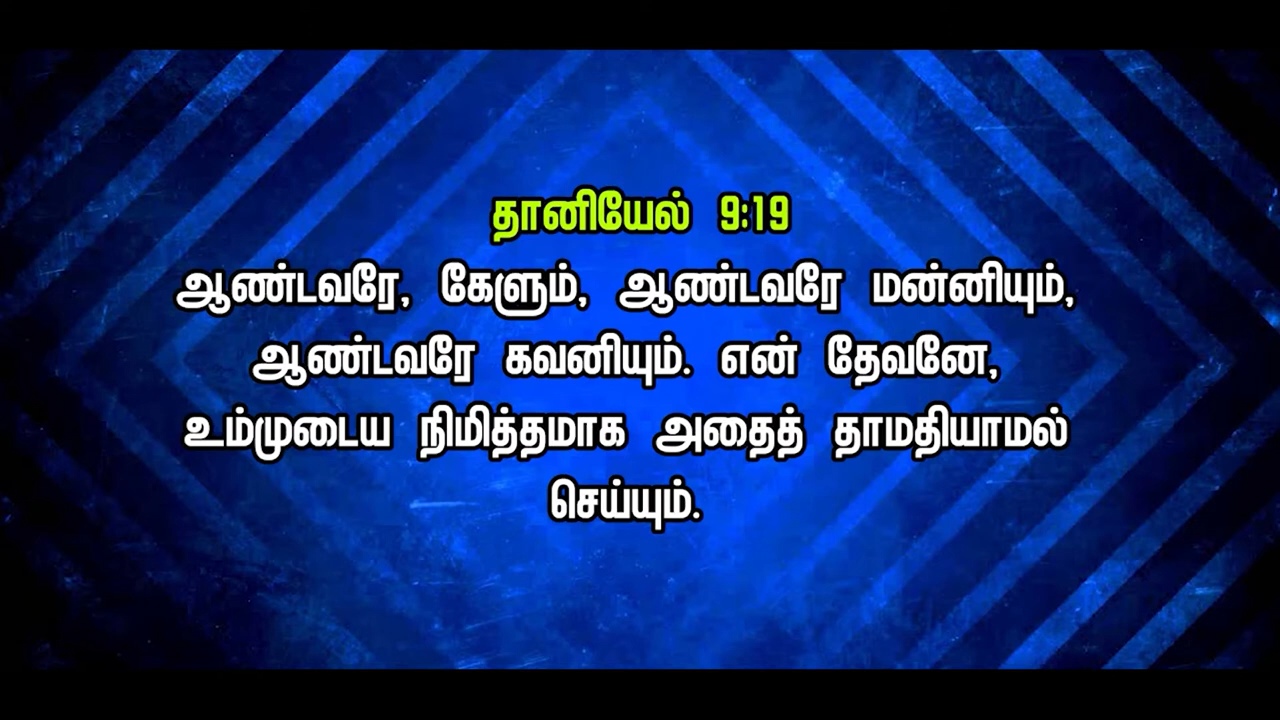 தானியேல் 9:19
ஆண்டவரே, கேளும், ஆண்டவரே மன்னியும்,
ஆண்டவரே கவனியும். என் தேவனே,
உம்முடைய நிமித்தமாக அதைத் தாமதியாமல்
செய்யும்.